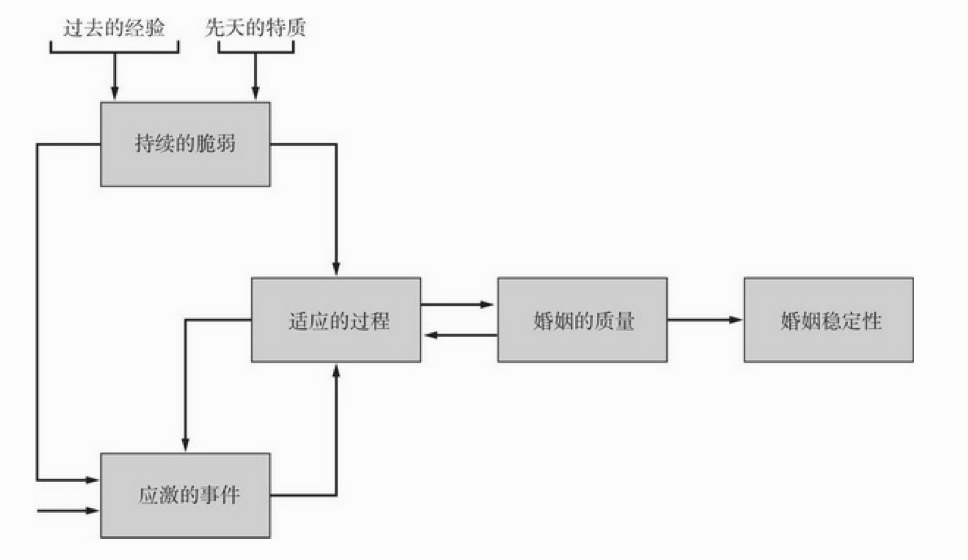 过去的经验
先天的特质
持续的脆弱
适应的过程
婚姻的质量
婚姻稳定性
应激的事件